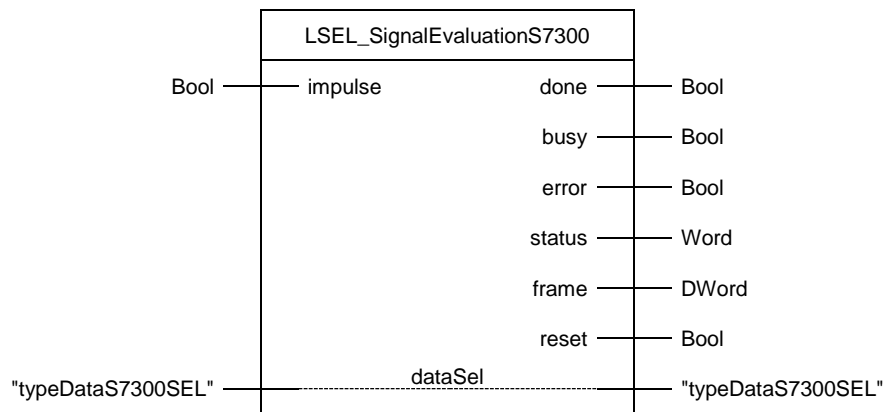 LSEL_SignalEvaluationS7300
Bool impulse done Bool
busy Bool
error Bool
status Word
frame DWord
reset Bool
"typeDataS7300SEL" dataSel "typeDataS7300SEL"